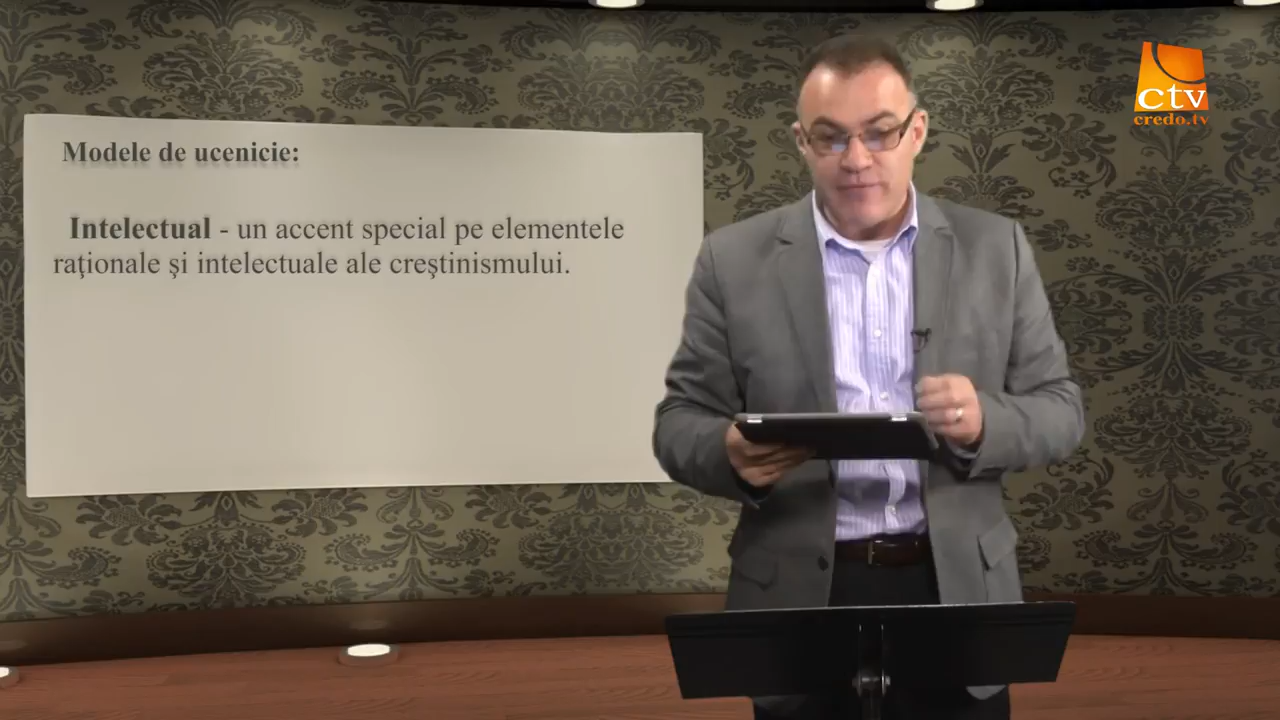 Modele de ucenicie:
Intelectual - un accent special pe elementele
raţionale şi intelectuale ale creştinismului.
ctv
credo.tv